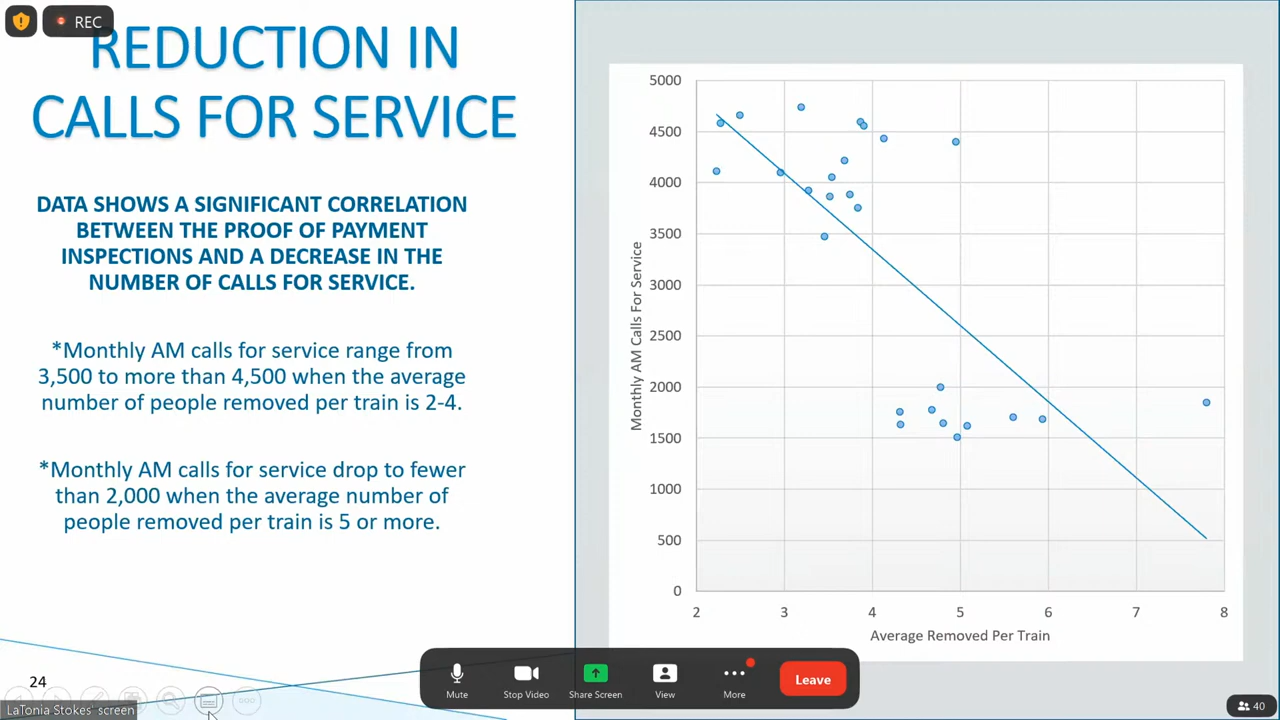 REC
REDUCTION IN
CALLS FOR SERVICE
DATA SHOWS A SIGNIFICANT CORRELATION
BETWEEN THE PROOF OF PAYMENT
INSPECTIONS AND A DECREASE IN THE
NUMBER OF CALLS FOR SERVICE.
*Monthly AM calls for service range from
3,500 to more than 4,500 when the average
number of people removed per train is 2-4.
*Monthly AM calls for service drop to fewer
than 2,000 when the average number of
people removed per train is 5 or more.
24
LaTonia Stokes' screen
Monthly AM Calls For Service
5000
4500
4000
3500
3000
2500
2000
1500
1000
500
0
2 3 4 5 6 7 8
Average Removed Per Train
Mute Stop Video Share Screen View More Leave
40